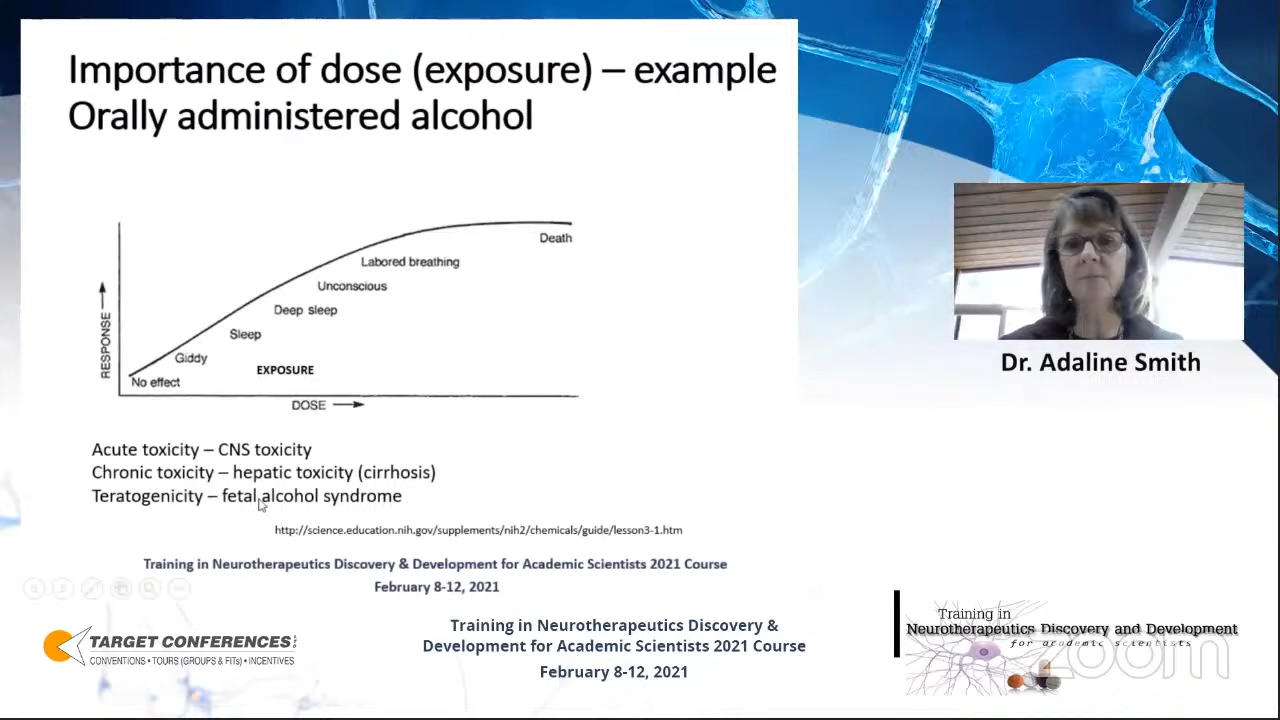 Importance of dose (exposure) – example
Orally administered alcohol
RESPONSE
No effect
Giddy
Sleep
Deep sleep
Unconscious
Labored breathing
Death
EXPOSURE
DOSE
Acute toxicity – CNS toxicity
Chronic toxicity – hepatic toxicity (cirrhosis)
Teratogenicity – fetal alcohol syndrome
http://science.education.nih.gov/supplements/nih2/chemicals/guide/lesson3-1.htm
Training in Neurotherapeutics Discovery & Development for Academic Scientists 2021 Course
February 8-12, 2021
Dr. Adaline Smith
TARGET CONFERENCES
CONVENTIONS • TOURS (GROUPS & FITs) • INCENTIVES
Training in Neurotherapeutics Discovery &
Development for Academic Scientists 2021 Course
February 8-12, 2021
Training in
Neurotherapeutics Discovery and Development
for academic scientists
zoom